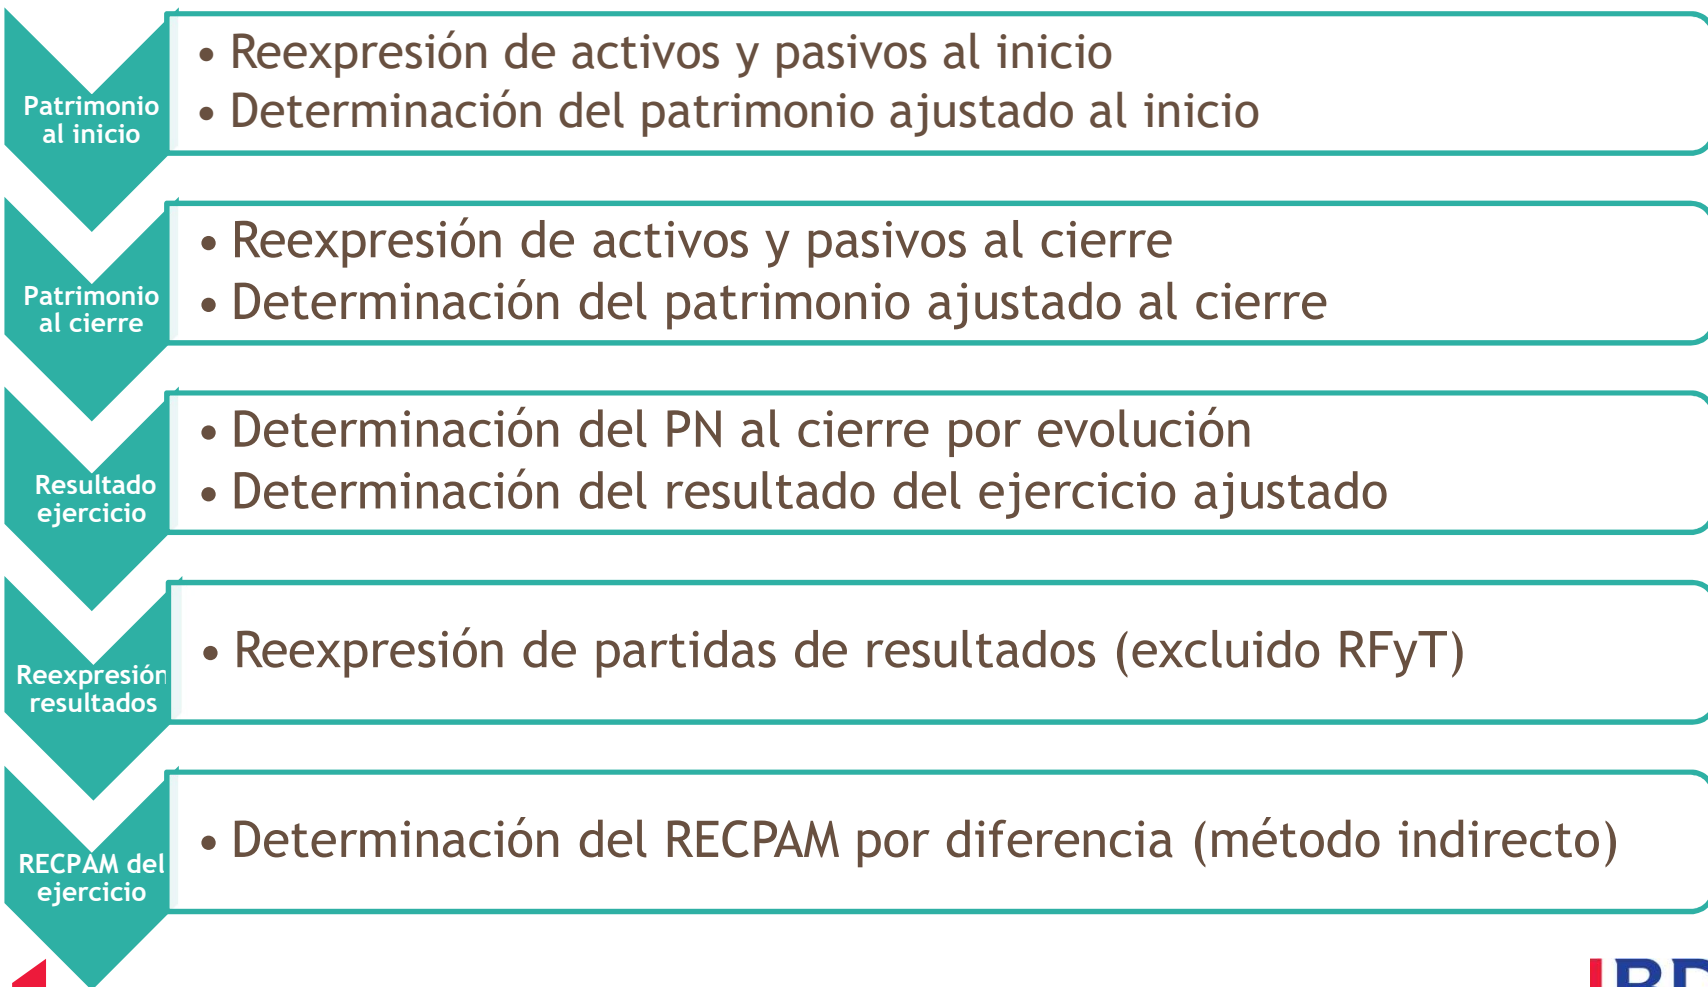 Patrimonio
al inicio
• Reexpresión de activos y pasivos al inicio
• Determinación del patrimonio ajustado al inicio
Patrimonio
al cierre
• Reexpresión de activos y pasivos al cierre
• Determinación del patrimonio ajustado al cierre
Resultado
ejercicio
• Determinación del PN al cierre por evolución
• Determinación del resultado del ejercicio ajustado
Reexpresión
resultados
• Reexpresión de partidas de resultados (excluido RFyT)
RECPAM del
ejercicio
• Determinación del RECPAM por diferencia (método indirecto)